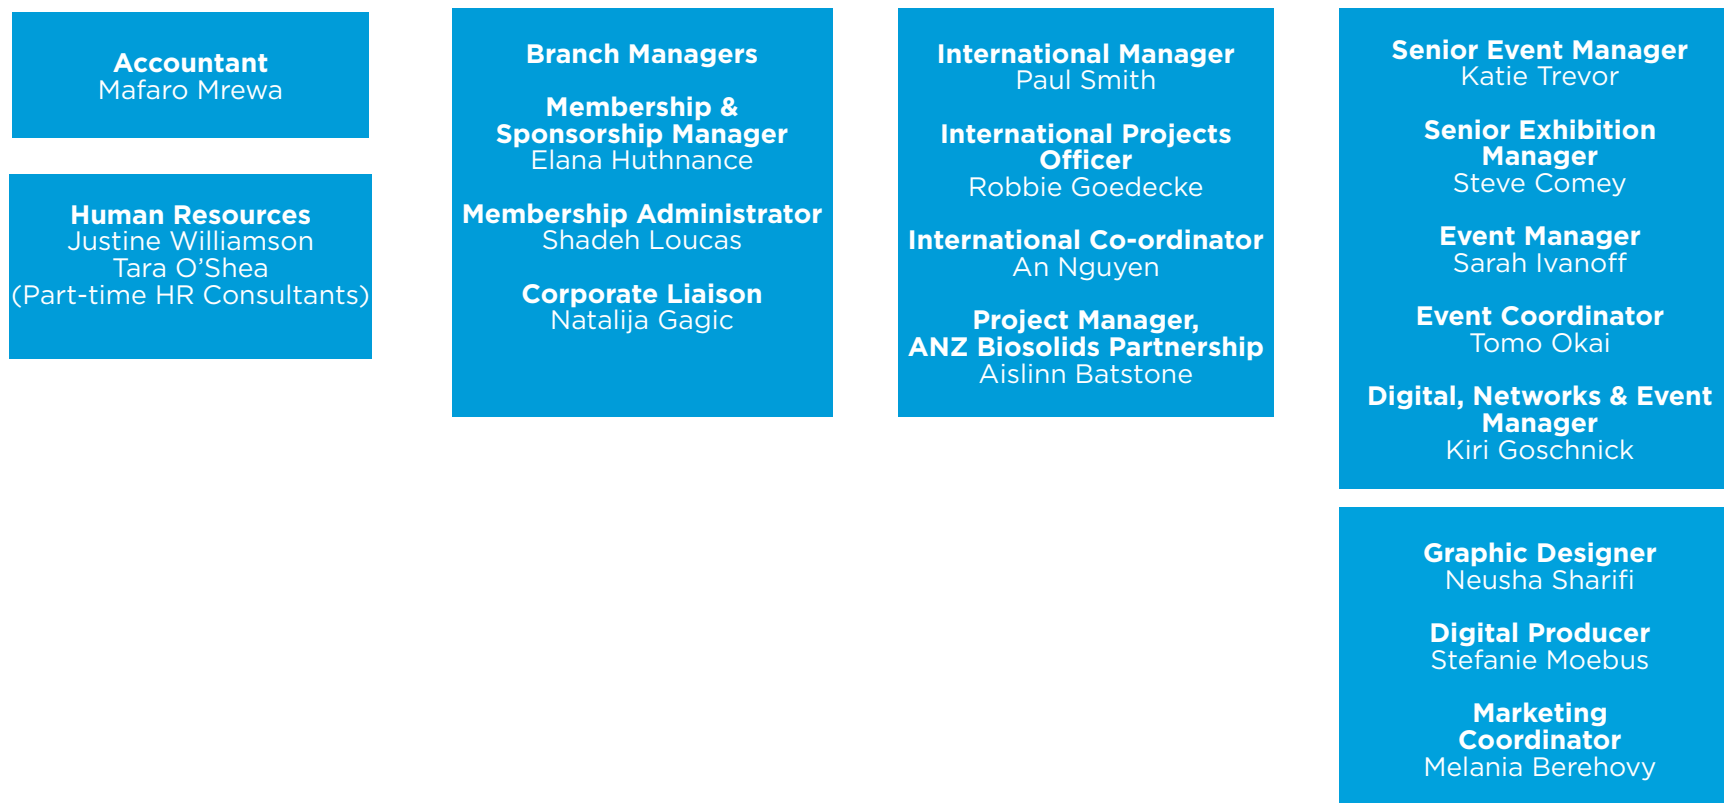 Accountant
Mafaro Mrewa
Human Resources
Justine Williamson
Tara O’Shea
(Part-time HR Consultants)
Branch Managers
Membership &
Sponsorship Manager
Elana Huthnance
Membership Administrator
Shadeh Loucas
Corporate Liaison
Natalija Gagic
International Manager
Paul Smith
International Projects
Officer
Robbie Goedecke
International Co-ordinator
An Nguyen
Project Manager,
ANZ Biosolids Partnership
Aislinn Batstone
Senior Event Manager
Katie Trevor
Senior Exhibition
Manager
Steve Comey
Event Manager
Sarah Ivanoff
Event Coordinator
Tomo Okai
Digital, Networks & Event
Manager
Kiri Goschnick
Graphic Designer
Neusha Sharifi
Digital Producer
Stefanie Moebus
Marketing
Coordinator
Melania Berehovy